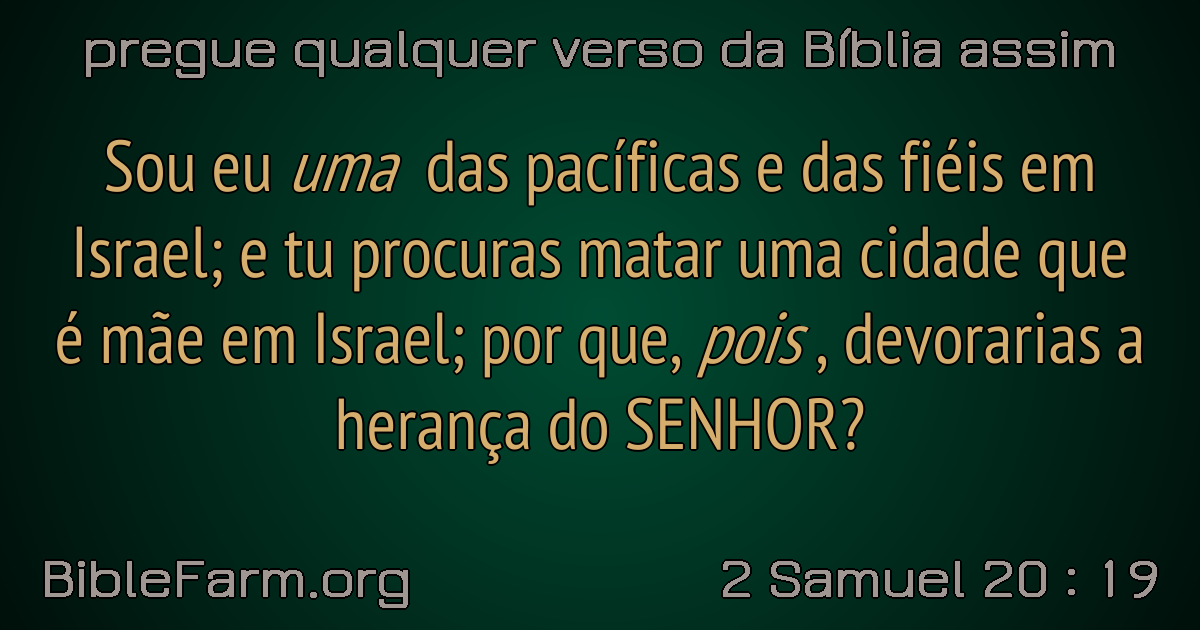 pregue qualquer verso da Bíblia assim
Sou eu uma das pacíficas e das fiéis em
Israel; e tu procuras matar uma cidade que
é mãe em Israel; por que, pois , devorarias a
herança do SENHOR?
BibleFarm.org
2 Samuel 20 : 19